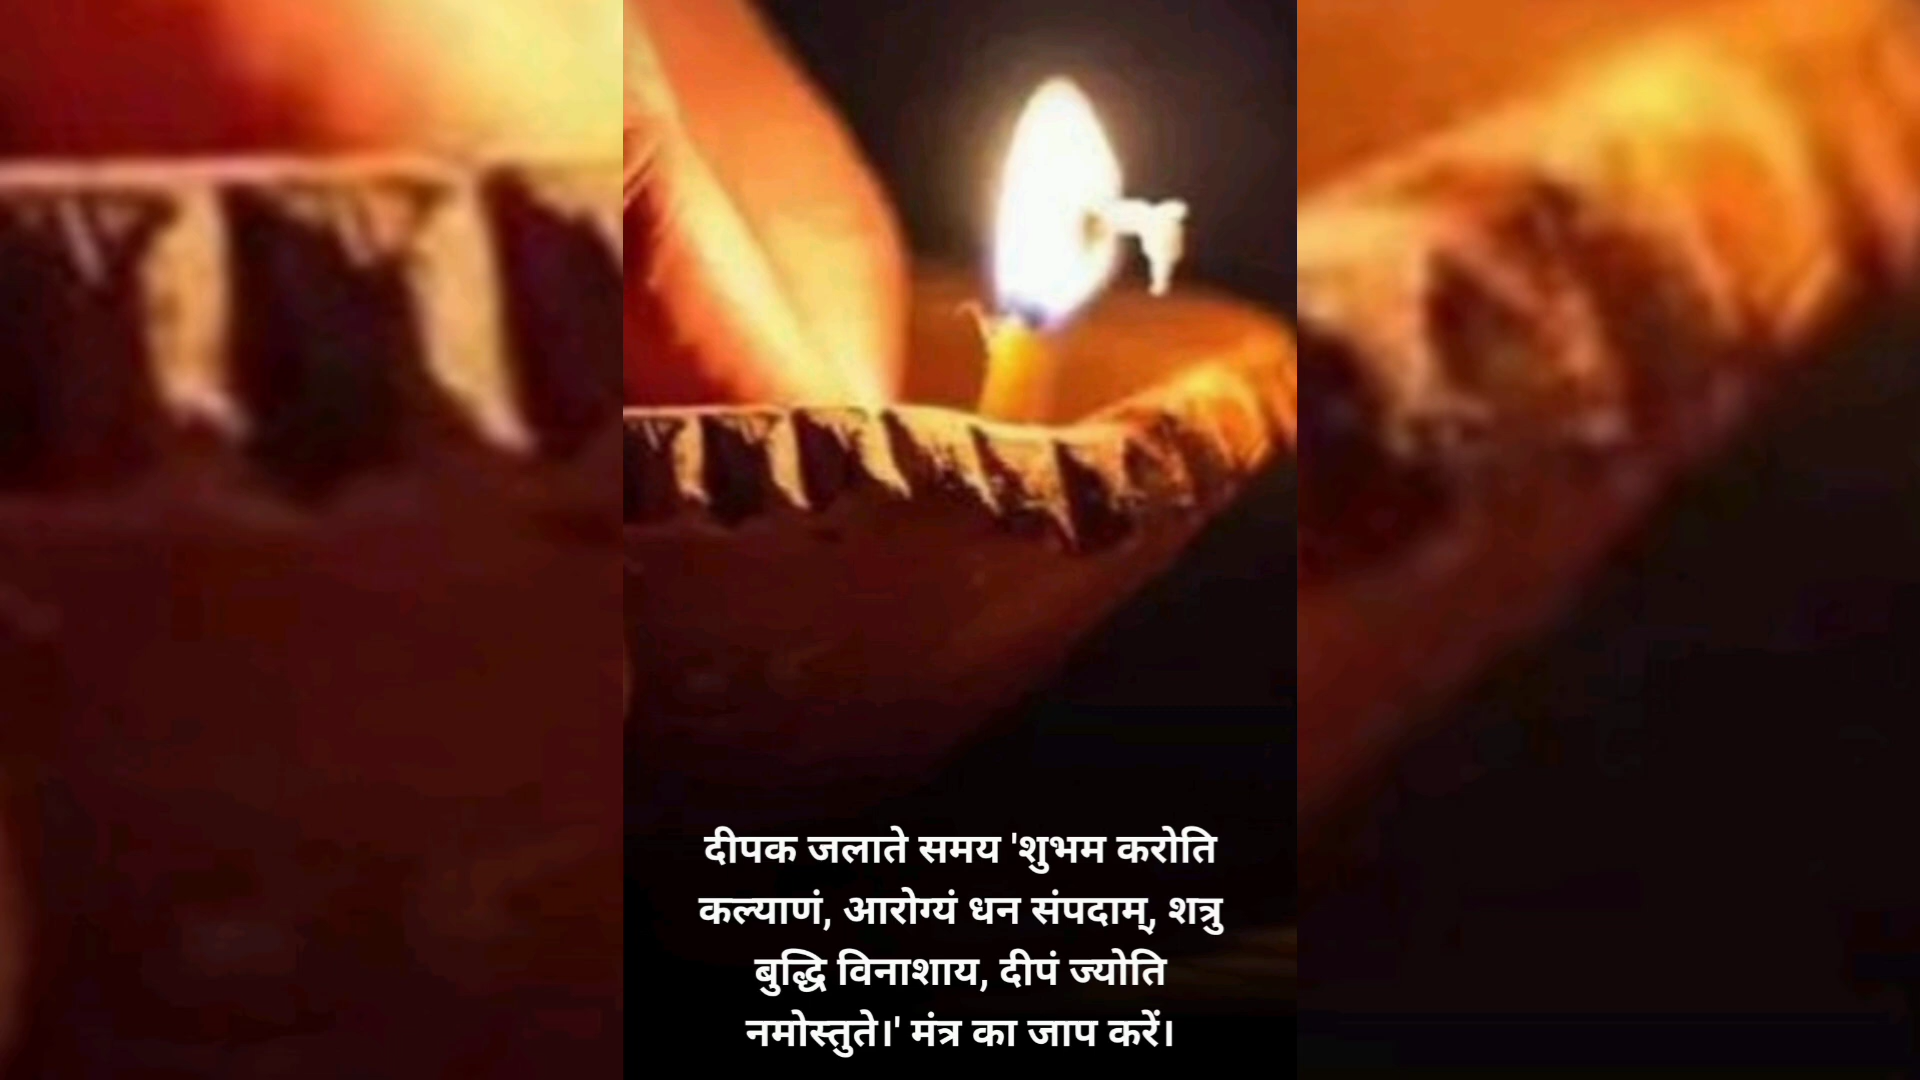 दीपक जलाते समय 'शुभम करोति
कल्याणं, आरोग्यं धन संपदाम्, शत्रु
बुद्धि विनाशाय, दीपं ज्योति
नमोस्तुते।' मंत्र का जाप करें।